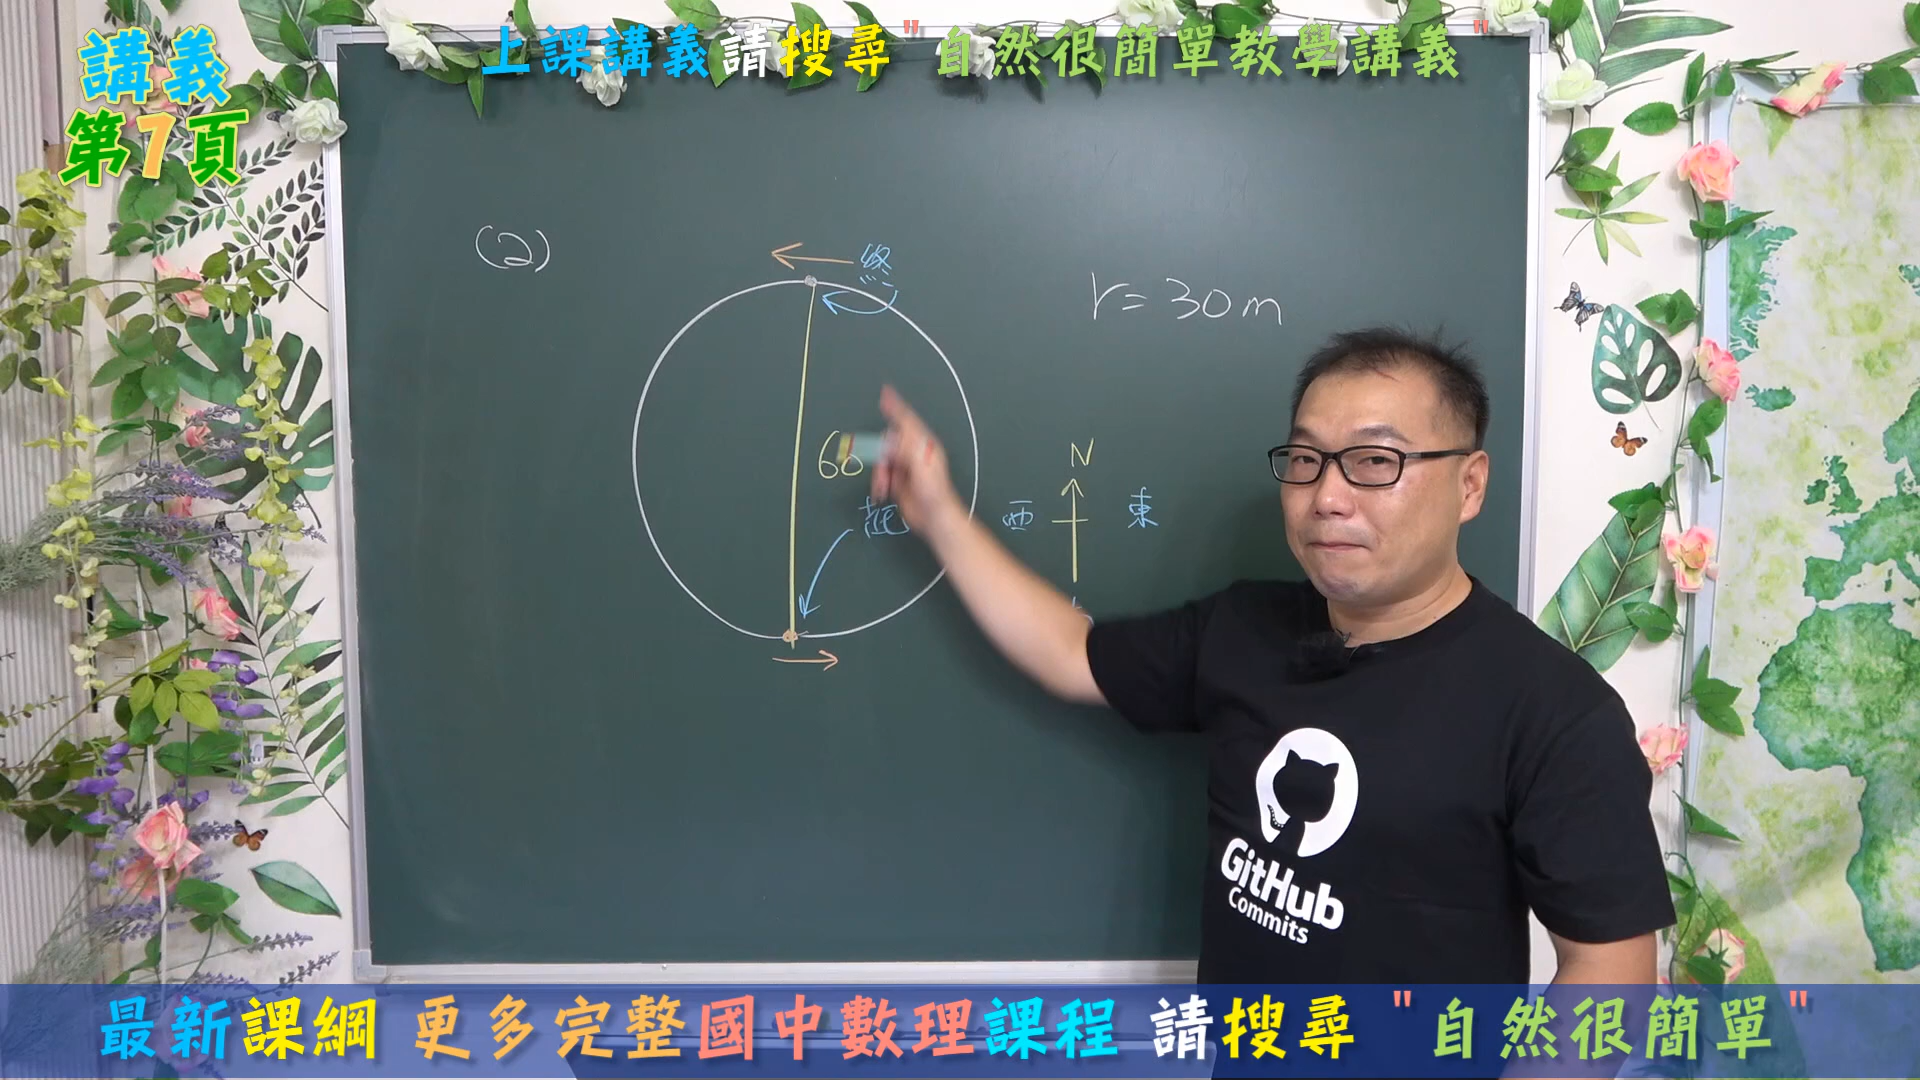 上課講義請搜尋"自然很簡單教學講義"
講義
第7頁
(2)
終
r=30m
60
N
西
東
起
GitHub
Commits
最新課綱 更多完整國中數理課程 請搜尋"自然很簡單"